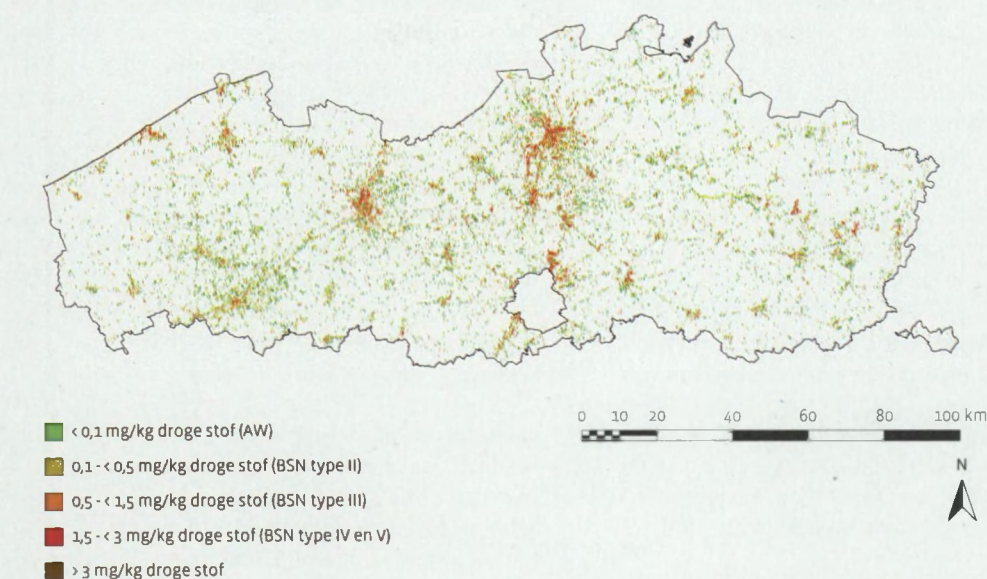 < 0,1 mg/kg droge stof (AW)
0,1 - < 0,5 mg/kg droge stof (BSN type II)
0,5 - < 1,5 mg/kg droge stof (BSN type III)
1,5 - < 3 mg/kg droge stof (BSN type IV en V)
> 3 mg/kg droge stof
0 10 20 40 60 80 100 km
N